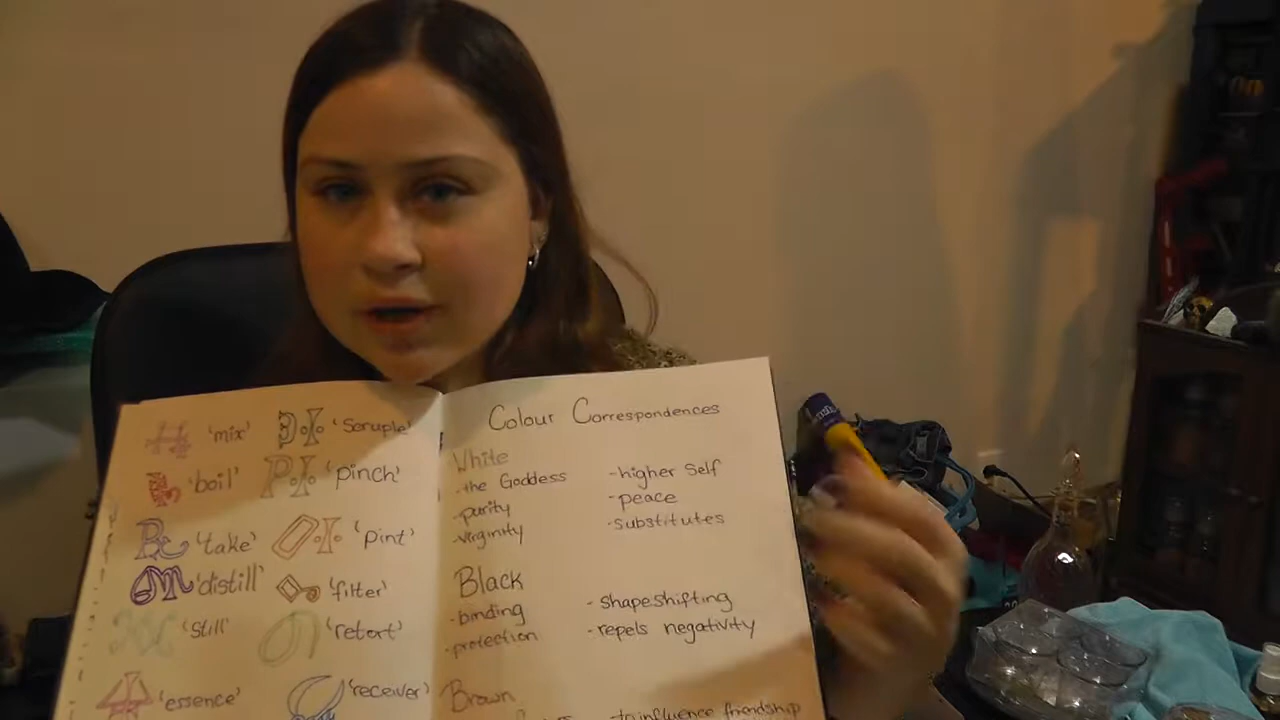 'mix' 'Scruple'
'boil' 'pinch'
'take' 'pint'
'distill' 'filter'
'still' 'retort'
'essence' 'receiver'
Colour Correspondences
White
-the Goddess -higher Self
-purity -peace
-virginity -substitutes
Black
-binding -shapeshifting
-protection -repels negativity
Brown
-to influence friendship